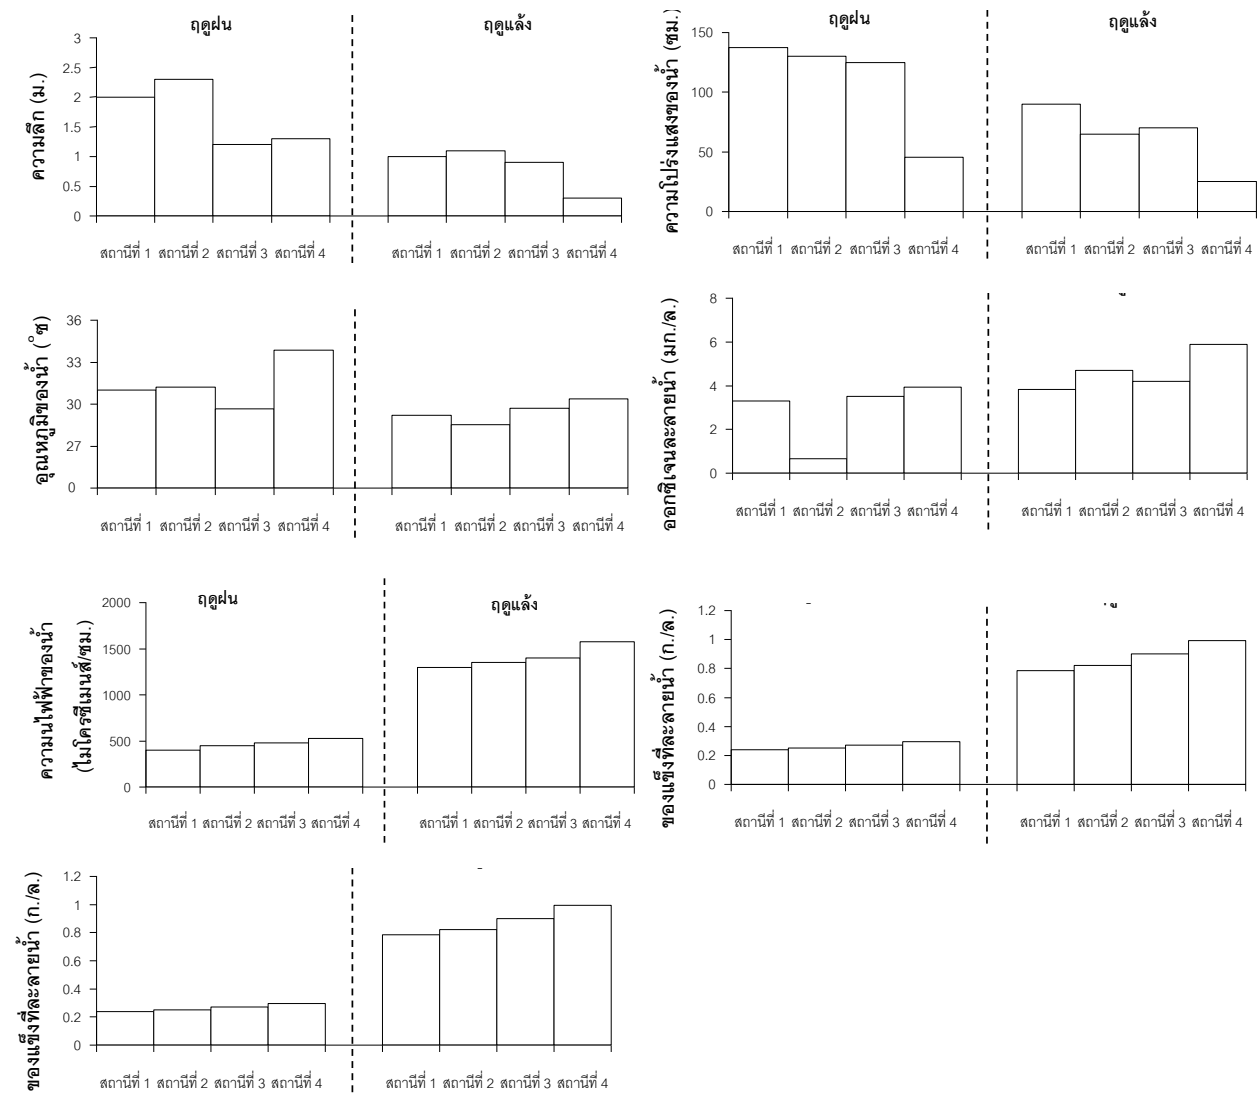 ฤดูฝน
ฤดูแล้ง
ความลึก (ม.)
3
2.5
2
1.5
1
0.5
0
สถานีที่ 1 สถานีที่ 2 สถานีที่ 3 สถานีที่ 4
สถานีที่ 1 สถานีที่ 2 สถานีที่ 3 สถานีที่ 4
ฤดูฝน
ฤดูแล้ง
ความโปร่งแสงของน้ำ (ซม.)
150
100
50
0
สถานีที่ 1 สถานีที่ 2 สถานีที่ 3 สถานีที่ 4
สถานีที่ 1 สถานีที่ 2 สถานีที่ 3 สถานีที่ 4
อุณหภูมิของน้ำ (°ซ)
36
33
30
27
0
สถานีที่ 1 สถานีที่ 2 สถานีที่ 3 สถานีที่ 4
สถานีที่ 1 สถานีที่ 2 สถานีที่ 3 สถานีที่ 4
ออกซิเจนละลายน้ำ (มก./ล.)
8
6
4
2
0
สถานีที่ 1 สถานีที่ 2 สถานีที่ 3 สถานีที่ 4
สถานีที่ 1 สถานีที่ 2 สถานีที่ 3 สถานีที่ 4
ฤดูฝน
ฤดูแล้ง
ความนไฟฟ้าของน้ำ
(ไมโครซีเมนส์/ซม.)
2000
1500
1000
500
0
สถานีที่ 1 สถานีที่ 2 สถานีที่ 3 สถานีที่ 4
สถานีที่ 1 สถานีที่ 2 สถานีที่ 3 สถานีที่ 4
ของแข็งที่ละลายน้ำ (ก./ล.)
1.2
1
0.8
0.6
0.4
0.2
0
สถานีที่ 1 สถานีที่ 2 สถานีที่ 3 สถานีที่ 4
สถานีที่ 1 สถานีที่ 2 สถานีที่ 3 สถานีที่ 4
ของแข็งที่ละลายน้ำ (ก./ล.)
1.2
1
0.8
0.6
0.4
0.2
0
สถานีที่ 1 สถานีที่ 2 สถานีที่ 3 สถานีที่ 4
สถานีที่ 1 สถานีที่ 2 สถานีที่ 3 สถานีที่ 4